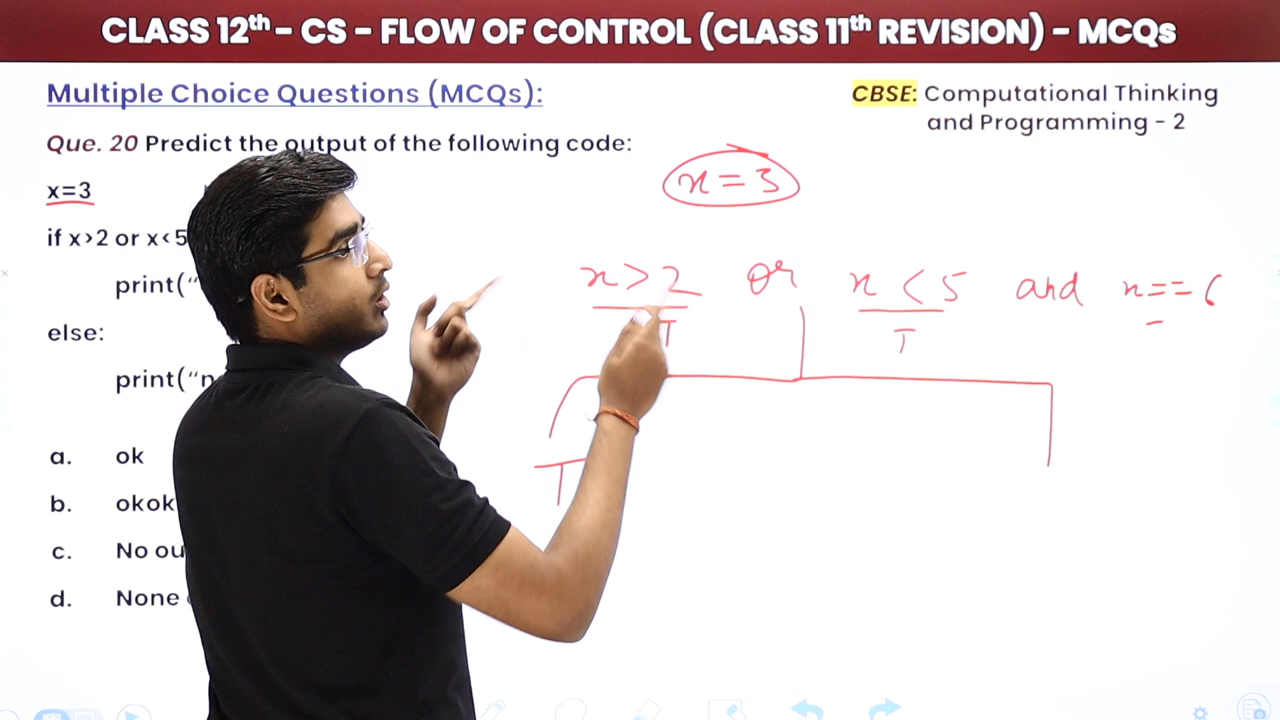 CLASS 12th - CS - FLOW OF CONTROL (CLASS 11th REVISION) - MCQs
Multiple Choice Questions (MCQs):
CBSE: Computational Thinking
and Programming - 2
Que. 20 Predict the output of the following code:
x=3
x = 3
if x>2 or x<5
x > 2 or x < 5 and x == 6
T T
print("
else:
print("n
T
a. ok
b. okok
c. No ou
d. None